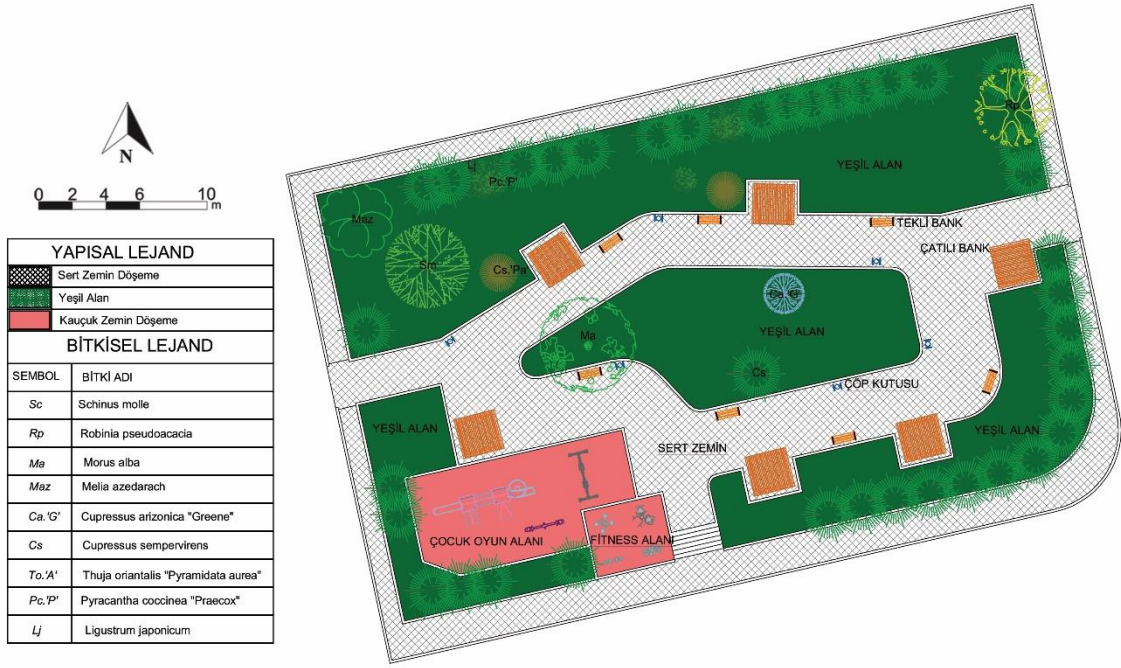 N
0 2 4 6 10
m
YAPISAL LEJAND
Sert Zemin Döşeme
Yeşil Alan
Kauçuk Zemin Döşeme
BİTKİSEL LEJAND
SEMBOL BİTKİ ADI
Sc Schinus molle
Rp Robinia pseudoacacia
Ma Morus alba
Maz Melia azedarach
Ca.'G' Cupressus arizonica "Greene"
Cs Cupressus sempervirens
To.'A' Thuja oriantalis "Pyramidata aurea"
Pc.'P' Pyracantha coccinea "Praecox"
Lj Ligustrum japonicum
Rp
YEŞİL ALAN
Lj
Pc.'P'
Maz
TEKLİ BANK
ÇATILI BANK
Sm
Cs.'Pa'
YEŞİL ALAN
Ma
Cs
ÇÖP KUTUSU
YEŞİL ALAN
YEŞİL ALAN
SERT ZEMİN
ÇOCUK OYUN ALANI
FİTNESS ALANI